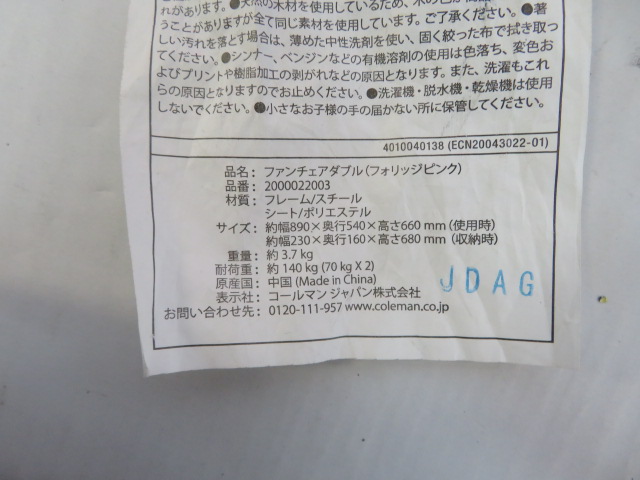 れがあります。●天然の木材を使用しているため、木の色が
うことがありますが全て同じ素材を使用しています。ご了承ください。●著
しい汚れを落とす場合は、薄めた中性洗剤を使い、固く絞った布で拭き取っ
てください。●シンナー、ベンジンなどの有機溶剤の使用は色落ち、変色お
よびプリントや樹脂加工の剥がれなどの原因となります。また、洗濯もこれ
らの原因となりますのでお止めください。●洗濯機・脱水機・乾燥機は使用
しないでください。●小さなお子様の手の届かない所に保管してください。
4010040138 (ECN20043022-01)
品名：ファンチェアダブル（フォリッジピンク）
品番：2000022003
材質：フレーム/スチール
シート/ポリエステル
サイズ：約幅890×奥行540×高さ660 mm（使用時）
約幅230×奥行160×高さ680 mm（収納時）
重量：約 3.7 kg
耐荷重：約 140 kg (70 kg X 2)
原産国：中国 (Made in China)
表示社：コールマン ジャパン株式会社
お問い合わせ先：0120-111-957 www.coleman.co.jp
JDAG